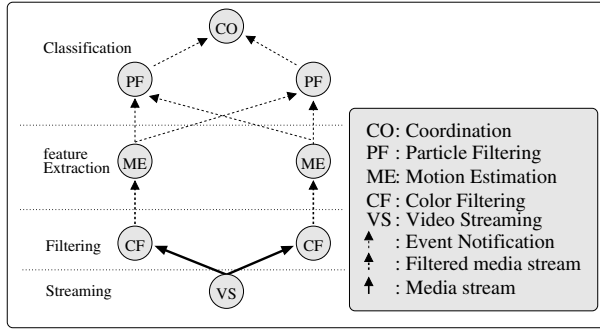 Classification
CO
PF
PF
feature
Extraction
ME
ME
Filtering
CF
CF
Streaming
VS
CO: Coordination
PF : Particle Filtering
ME: Motion Estimation
CF : Color Filtering
VS : Video Streaming
: Event Notification
: Filtered media stream
: Media stream